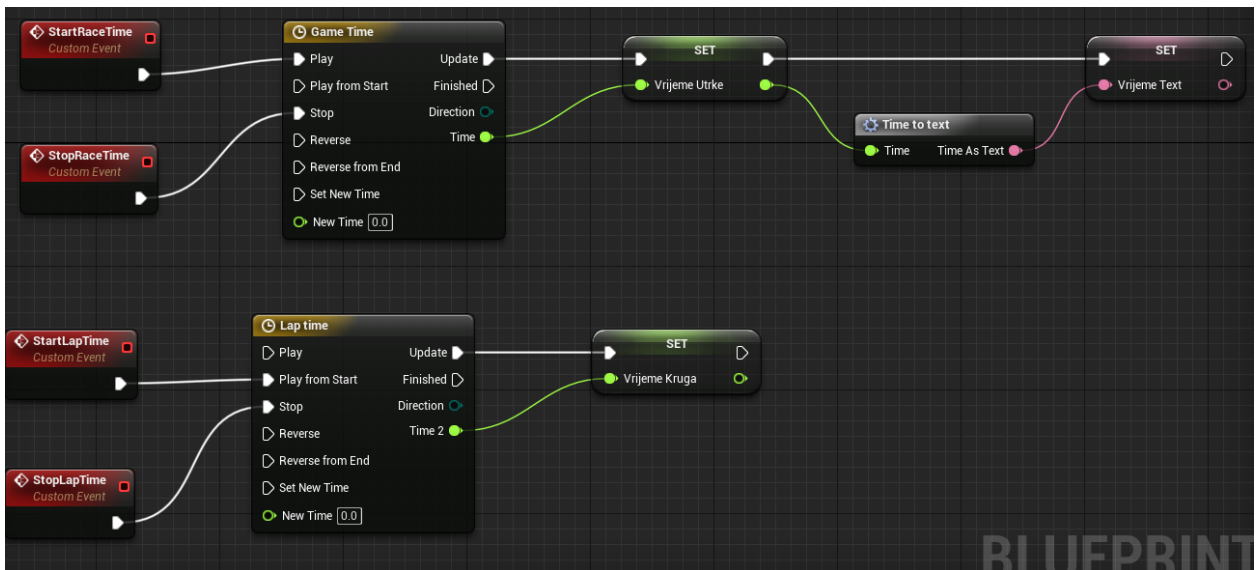 StartRaceTime
Custom Event
StopRaceTime
Custom Event
Game Time
Play
Update
Play from Start
Finished
Stop
Direction
Reverse
Time
Reverse from End
Set New Time
New Time 0.0
SET
Vrijeme Utrke
Time to text
Time
Time As Text
SET
Vrijeme Text
StartLapTime
Custom Event
StopLapTime
Custom Event
Lap time
Play
Update
Play from Start
Finished
Stop
Direction
Reverse
Time 2
Reverse from End
Set New Time
New Time 0.0
SET
Vrijeme Kruga
BLUEPRINT